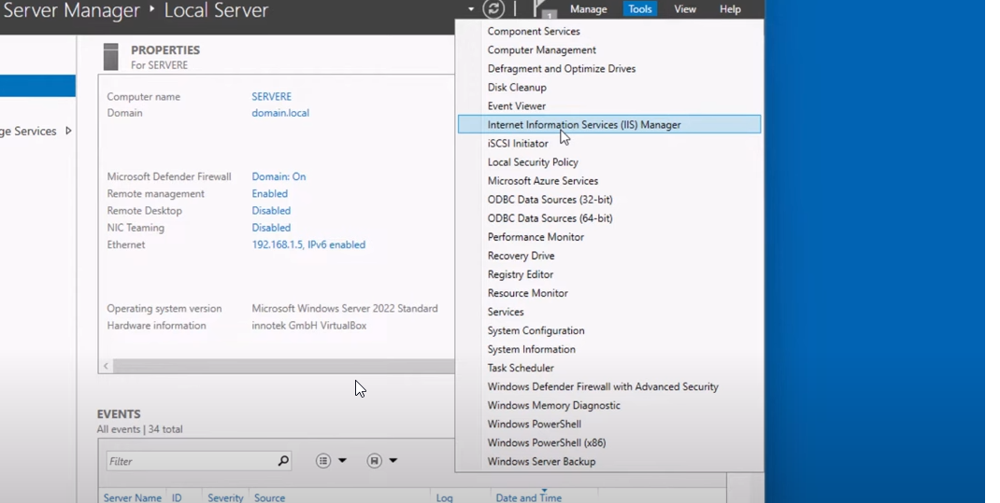 Server Manager ‣ Local Server
1
Manage Tools View Help
PROPERTIES
For SERVERE
Computer name SERVERE
Domain domain.local
ge Services
Microsoft Defender Firewall Domain: On
Remote management Enabled
Remote Desktop Disabled
NIC Teaming Disabled
Ethernet 192.168.1.5, IPv6 enabled
Operating system version Microsoft Windows Server 2022 Standard
Hardware information innotek GmbH VirtualBox
EVENTS
All events | 34 total
Filter
Server Name ID Severity Source Log Date and Time
Component Services
Computer Management
Defragment and Optimize Drives
Disk Cleanup
Event Viewer
Internet Information Services (IIS) Manager
iSCSI Initiator
Local Security Policy
Microsoft Azure Services
ODBC Data Sources (32-bit)
ODBC Data Sources (64-bit)
Performance Monitor
Recovery Drive
Registry Editor
Resource Monitor
Services
System Configuration
System Information
Task Scheduler
Windows Defender Firewall with Advanced Security
Windows Memory Diagnostic
Windows PowerShell
Windows PowerShell (x86)
Windows Server Backup